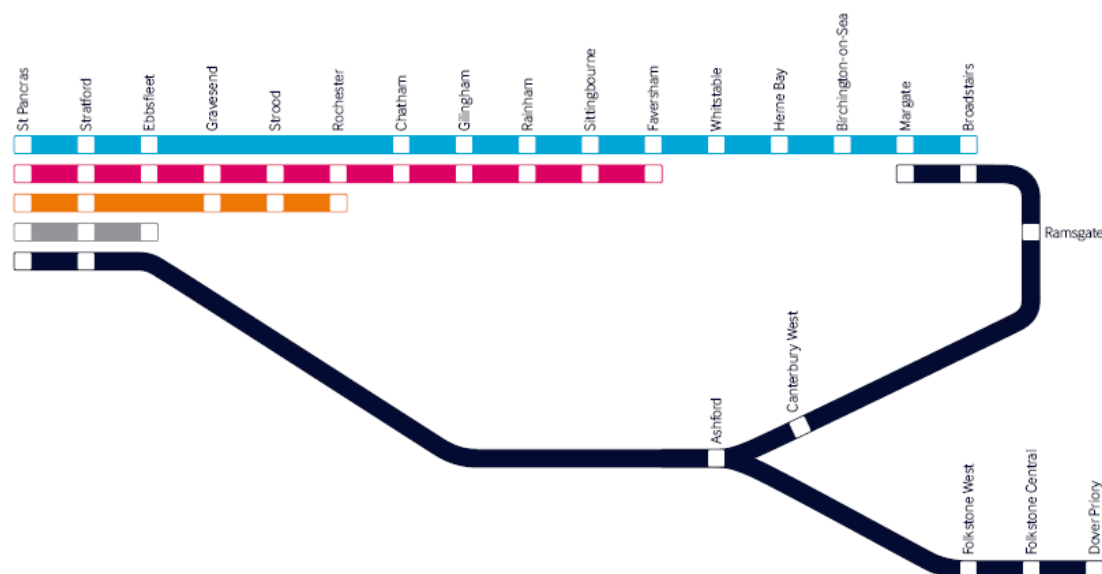 St Pancras
Stratford
Ebbsfleet
Gravesend
Strood
Rochester
Chatham
Gilingham
Rainham
Sittingbourne
Faversham
Whitstable
Herne Bay
Birchington-on-Sea
Margate
Broadstairs
Ramsgate
Canterbury West
Ashford
Folkstone West
Folkstone Central
Dover Priory